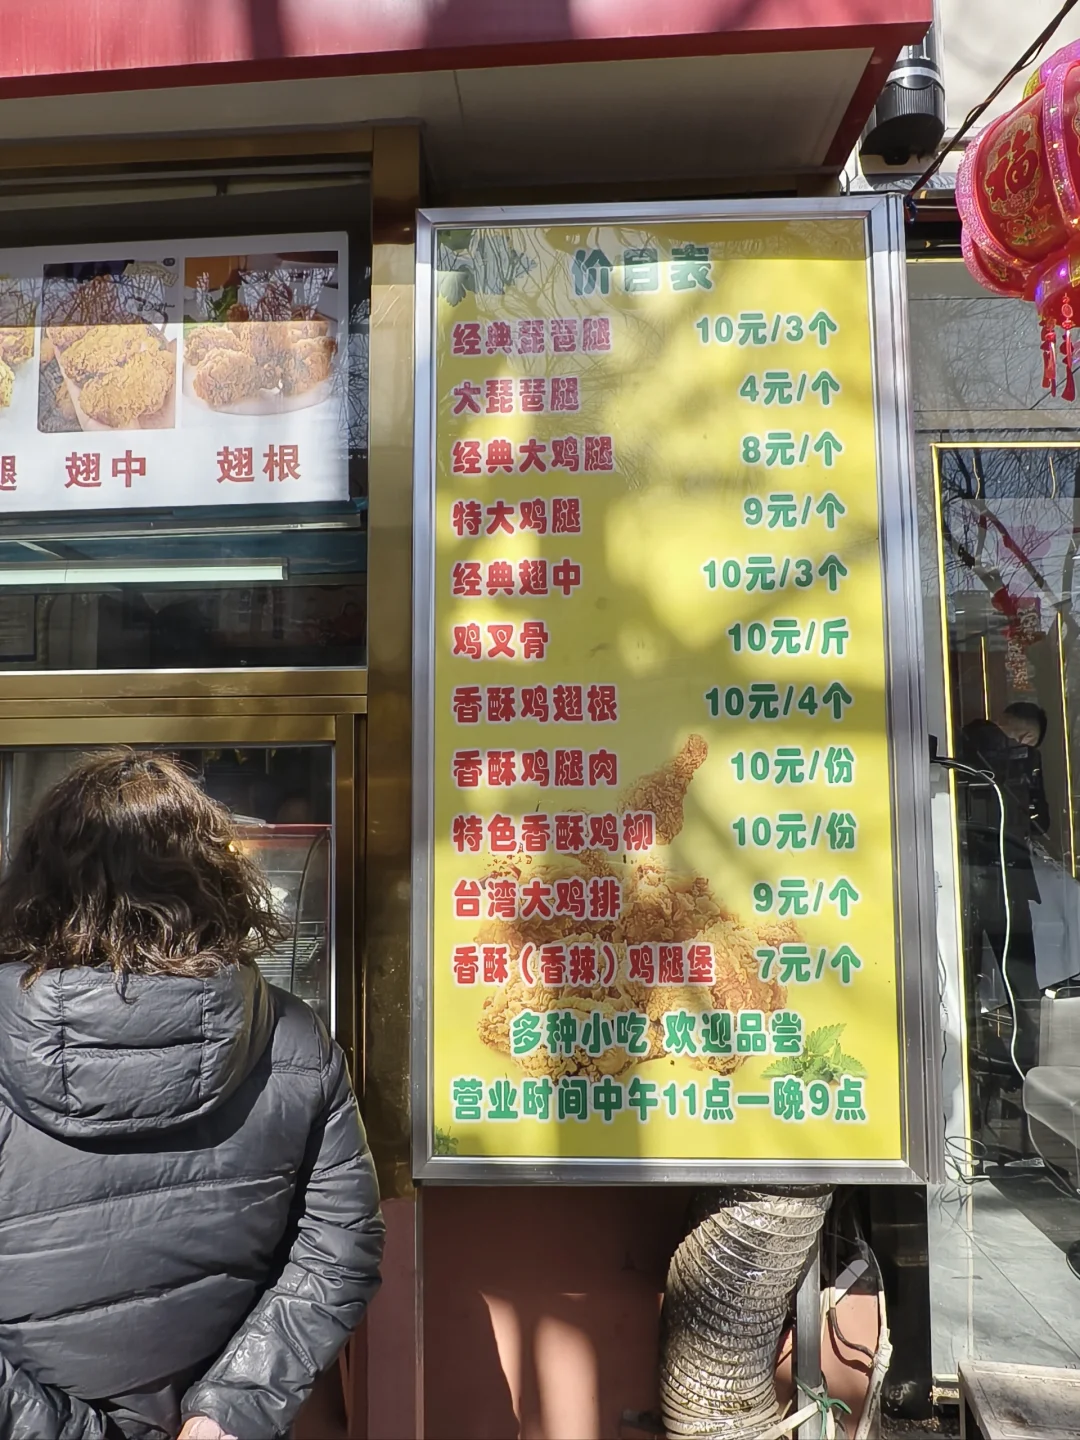 价目表
经典琵琶腿 10元/3个
大琵琶腿 4元/个
经典大鸡腿 8元/个
特大鸡腿 9元/个
经典翅中 10元/3个
鸡叉骨 10元/斤
香酥鸡翅根 10元/4个
香酥鸡腿肉 10元/份
特色香酥鸡柳 10元/份
台湾大鸡排 9元/个
香酥（香辣）鸡腿堡 7元/个
多种小吃 欢迎品尝
营业时间中午11点—晚9点
腿 翅中 翅根
福